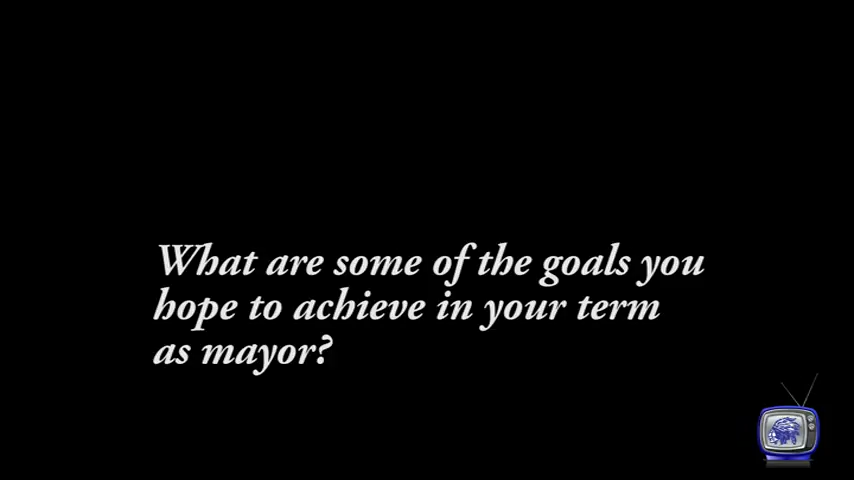 What are some of the goals you
hope to achieve in your term
as mayor?